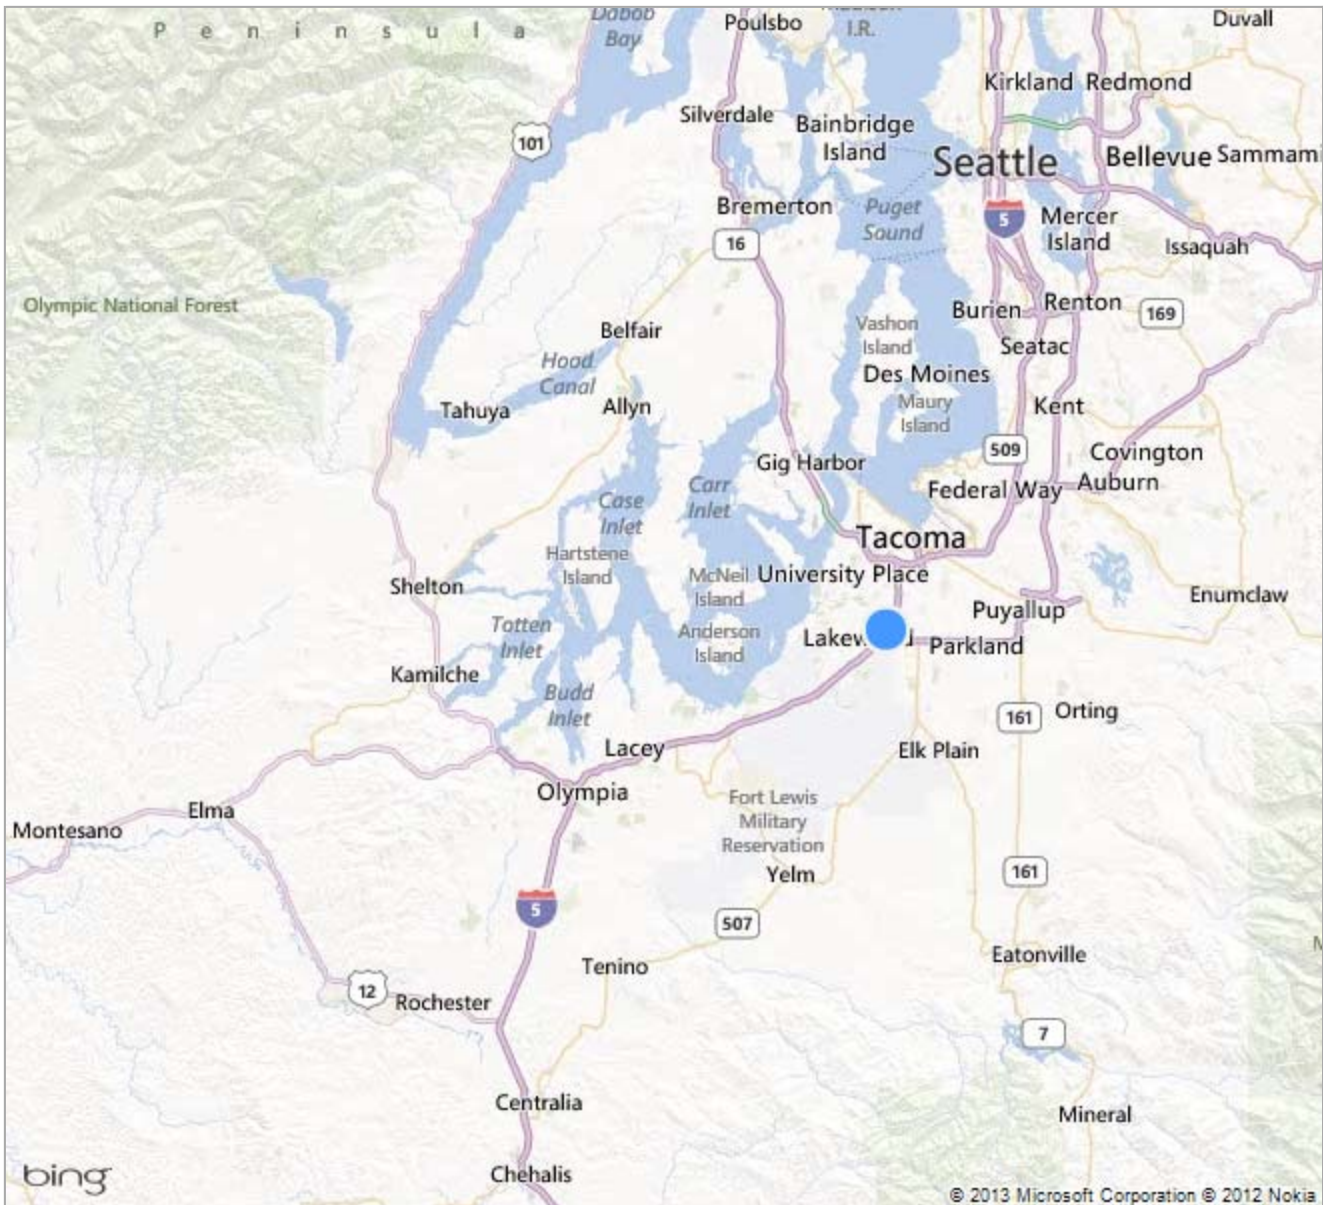 Peninsula
Dabob
Bay
Poulsbo
I.R.
Duvall
Kirkland
Redmond
Silverdale
Bainbridge
Island
101
Seattle
Bellevue
Sammami
Bremerton
Puget
Sound
5
Mercer
Island
16
Issaquah
Olympic National Forest
Belfair
Vashon
Island
Burien
Renton
169
Seatac
Hood
Canal
Des Moines
Tahuya
Allyn
Maury
Island
Kent
509
Covington
Gig Harbor
Case
Inlet
Carr
Inlet
Federal Way
Auburn
Tacoma
Hartstene
Island
McNeil
Island
University Place
Shelton
Enumclaw
Puyallup
Totten
Inlet
Anderson
Island
Parkland
Kamilche
Budd
Inlet
161
Orting
Lacey
Elk Plain
Olympia
Fort Lewis
Military
Reservation
Elma
Montesano
Yelm
161
5
507
Tenino
Eatonville
12
Rochester
7
Centralia
Mineral
Chehalis
bing
© 2013 Microsoft Corporation © 2012 Nokia